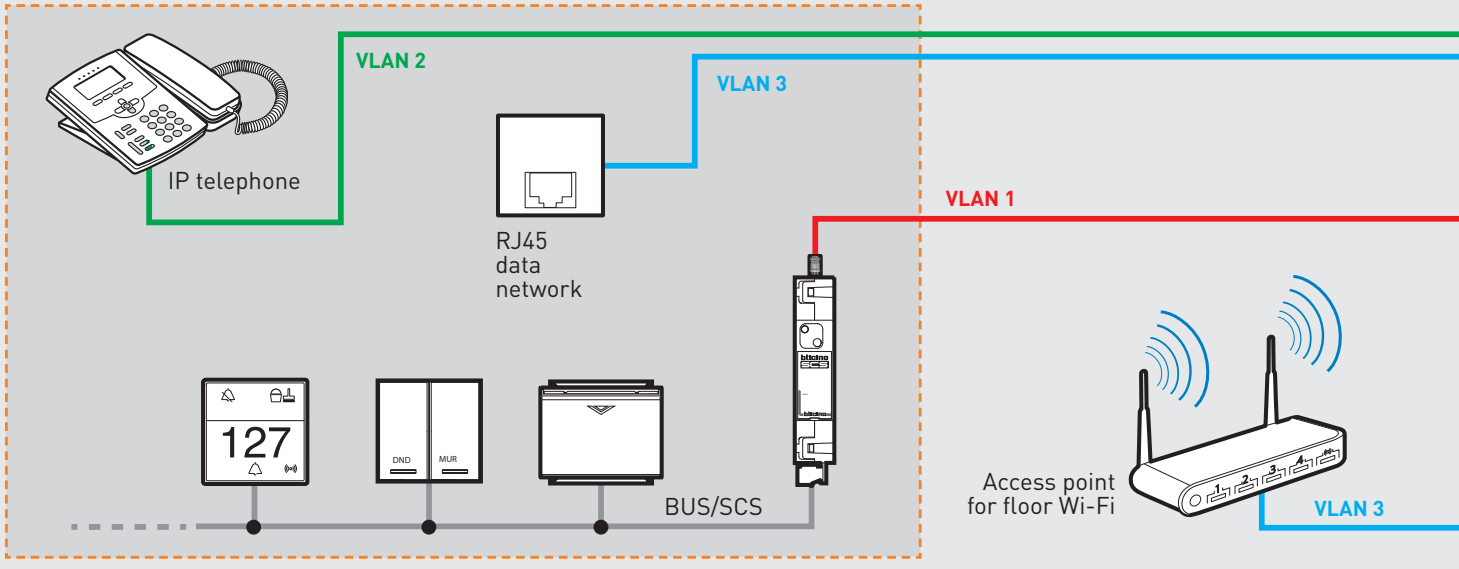 VLAN 2
VLAN 3
IP telephone
VLAN 1
RJ45
data
network
bticino
SCS
bticino
127
DND
MUR
BUS/SCS
Access point
for floor Wi-Fi
1
2
3
4
VLAN 3